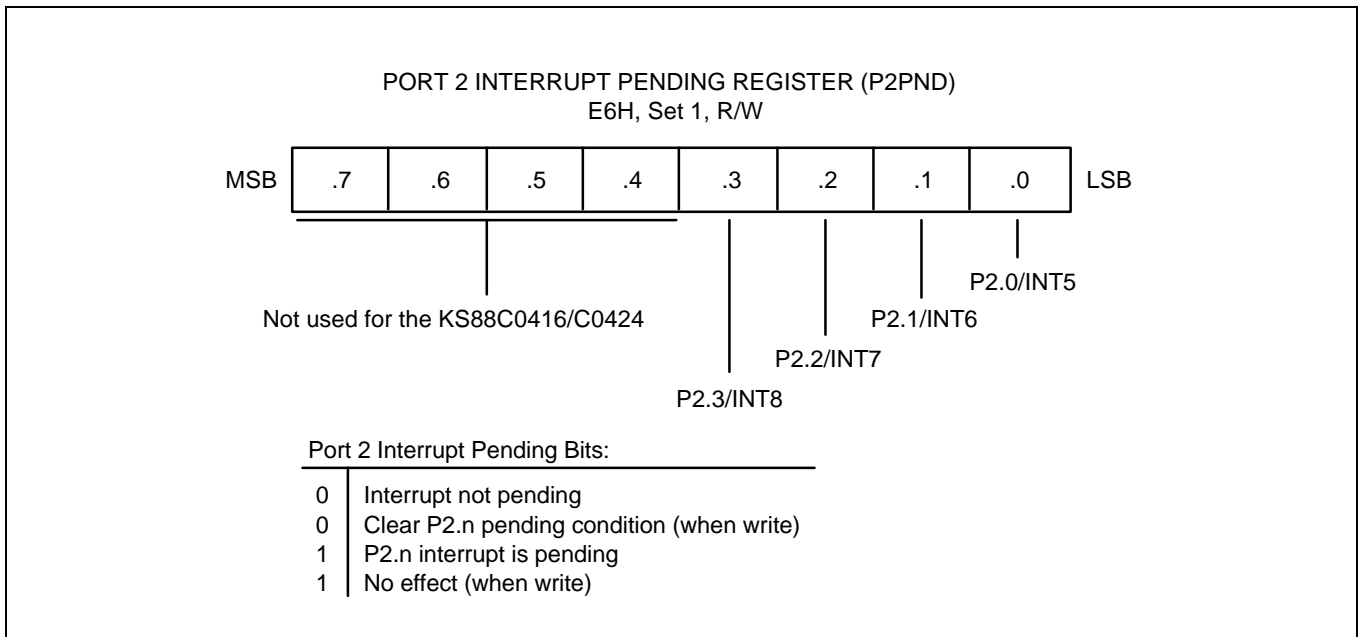 PORT 2 INTERRUPT PENDING REGISTER (P2PND)
E6H, Set 1, R/W
MSB .7 .6 .5 .4 .3 .2 .1 .0 LSB
P2.0/INT5
Not used for the KS88C0416/C0424 P2.1/INT6
P2.2/INT7
P2.3/INT8
Port 2 Interrupt Pending Bits:
0 Interrupt not pending
0 Clear P2.n pending condition (when write)
1 P2.n interrupt is pending
1 No effect (when write)